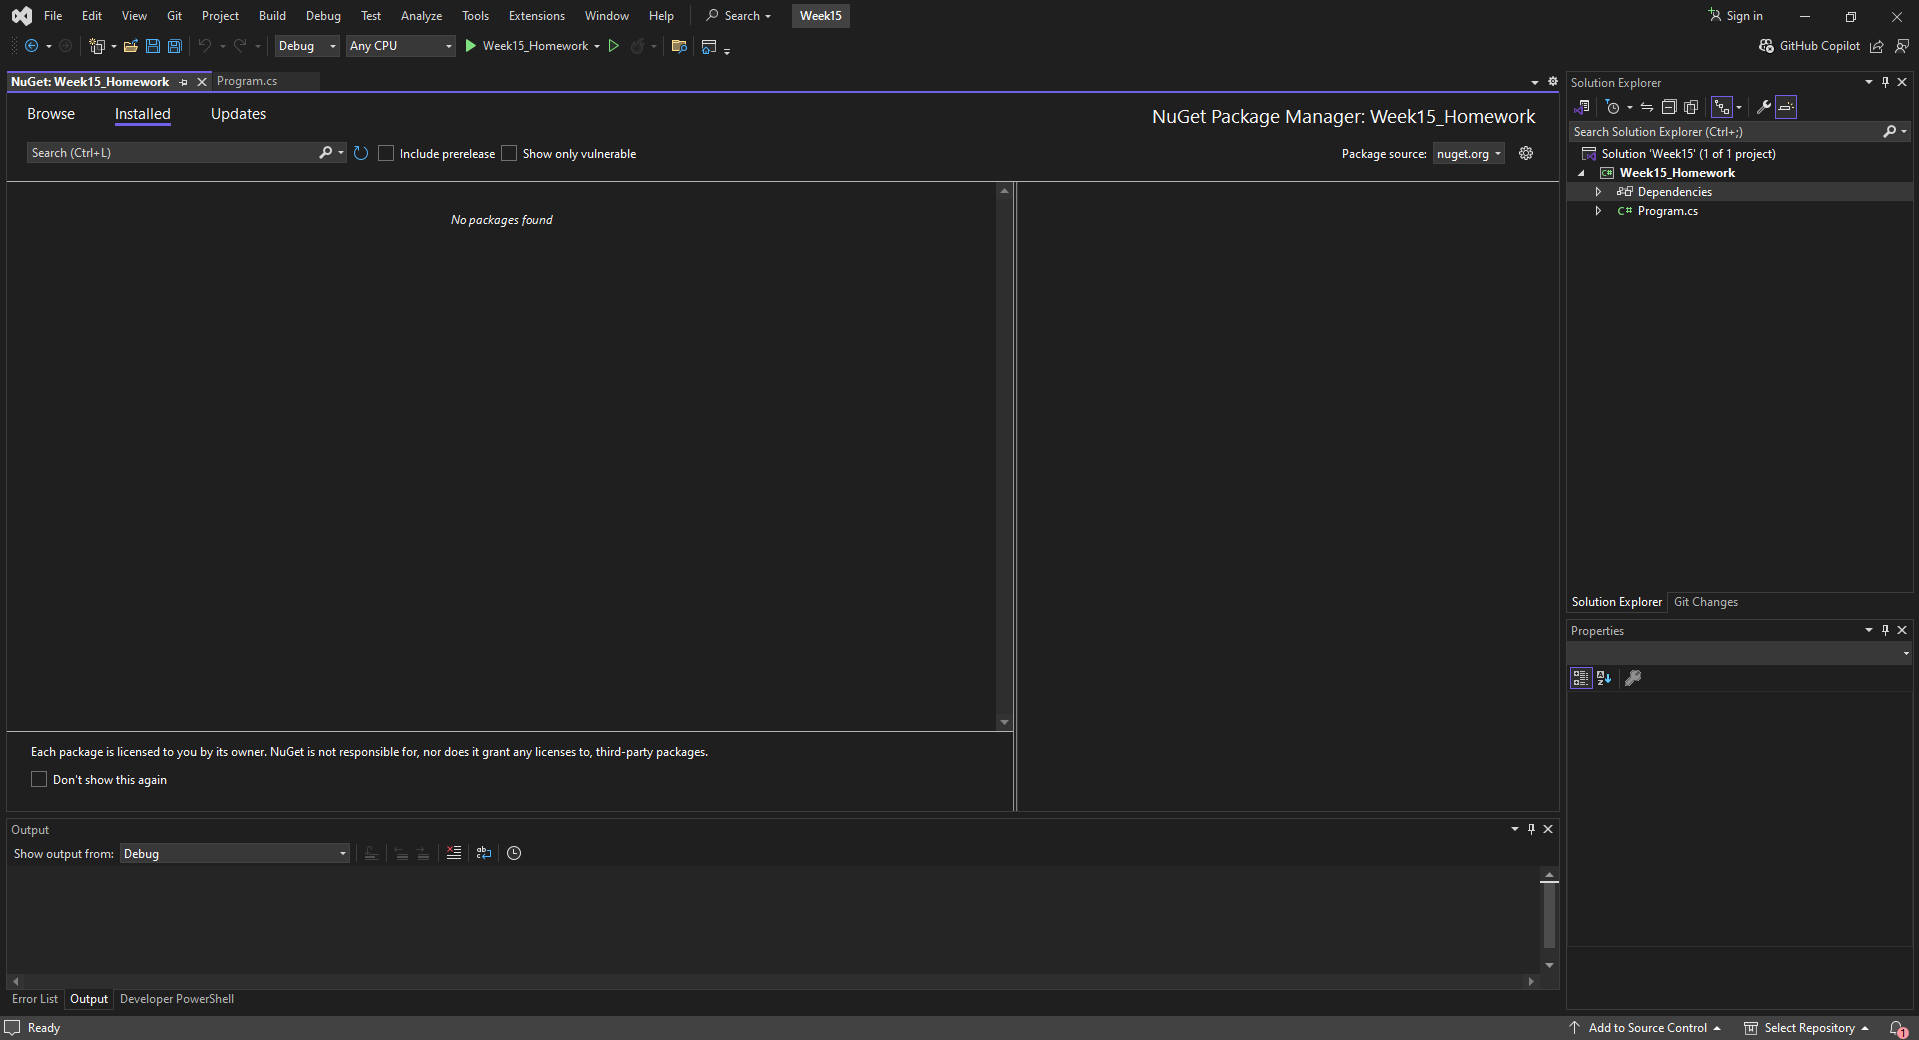 File Edit View Git Project Build Debug Test Analyze Tools Extensions Window Help Search Week15 Sign in
Debug Any CPU Week15_Homework GitHub Copilot
NuGet: Week15_Homework Program.cs
Browse Installed Updates
NuGet Package Manager: Week15_Homework
Search (Ctrl+L) Include prerelease Show only vulnerable Package source: nuget.org
No packages found
Each package is licensed to you by its owner. NuGet is not responsible for, nor does it grant any licenses to, third-party packages.
Don't show this again
Solution Explorer
Search Solution Explorer (Ctrl+;)
Solution 'Week15' (1 of 1 project)
C# Week15_Homework
Dependencies
C# Program.cs
Solution Explorer Git Changes
Properties
Output
Show output from: Debug
Error List Output Developer PowerShell
Ready Add to Source Control Select Repository 1